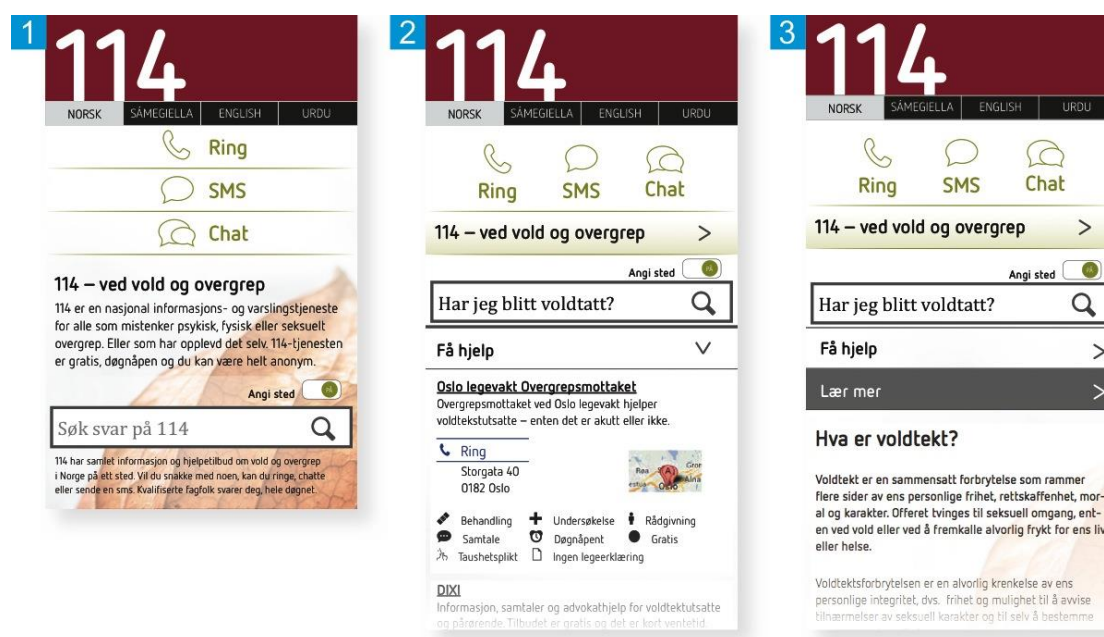 1
114
NORSK SÁMEGIELLA ENGLISH URDU
Ring
SMS
Chat
114 – ved vold og overgrep
114 er en nasjonal informasjons- og varslingstjeneste
for alle som mistenker psykisk, fysisk eller seksuelt
overgrep. Eller som har opplevd det selv. 114-tjenesten
er gratis, døgnåpen og du kan være helt anonym.
Angi sted
Søk svar på 114
114 har samlet informasjon og hjelpetilbud om vold og overgrep
i Norge på ett sted. Vil du snakke med noen, kan du ringe, chatte
eller sende en sms. Kvalifiserte fagfolk svarer deg, hele døgnet.
2
114
NORSK SÁMEGIELLA ENGLISH URDU
Ring SMS Chat
114 – ved vold og overgrep >
Angi sted
Har jeg blitt voldtatt?
Få hjelp
Oslo legevakt Overgrepsmottaket
Overgrepsmottaket ved Oslo legevakt hjelper
voldtekstutsatte – enten det er akutt eller ikke.
Ring
Storgata 40
0182 Oslo
Røa
Oslo
Behandling Undersøkelse Rådgivning
Samtale Døgnåpent Gratis
Taushetsplikt Ingen legeerklæring
DIXI
Informasjon, samtaler og advokathjelp for voldtektutsatte
og pårørende. Tilbudet er gratis og det er kort ventetid.
3
114
NORSK SÁMEGIELLA ENGLISH URDU
Ring SMS Chat
114 – ved vold og overgrep >
Angi sted
Har jeg blitt voldtatt?
Få hjelp >
Lær mer >
Hva er voldtekt?
Voldtekt er en sammensatt forbrytelse som rammer
flere sider av ens personlige frihet, rettskaffenhet, mor-
al og karakter. Offeret tvinges til seksuell omgang, ent-
en ved vold eller ved å fremkalle alvorlig frykt for ens liv
eller helse.
Voldtektsforbrytelsen er en alvorlig krenkelse av ens
personlige integritet, dvs. frihet og mulighet til å avvise
tilnærmelser av seksuell karakter og til selv å bestemme